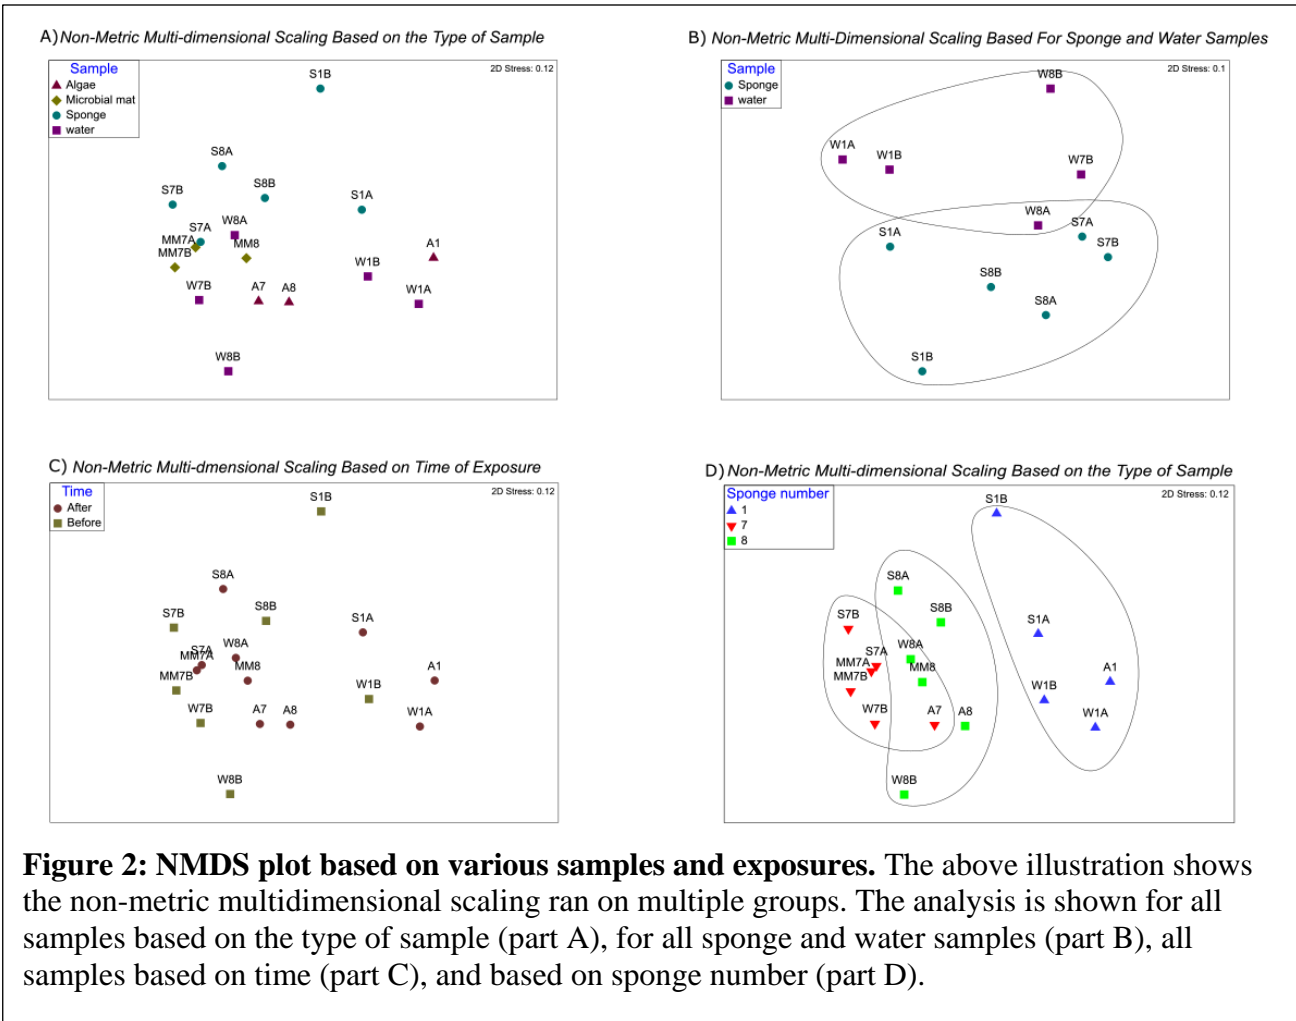 A) Non-Metric Multi-dimensional Scaling Based on the Type of Sample
2D Stress: 0.12
Sample
Algae
Microbial mat
Sponge
water
S1B
S8A
S7B
S8B
S1A
S7A
W8A
MM7A
MM8
MM7B
A1
W1B
W7B
A7
A8
W1A
W8B
B) Non-Metric Multi-Dimensional Scaling Based For Sponge and Water Samples
2D Stress: 0.1
Sample
Sponge
water
W8B
W1A
W1B
W7B
W8A
S1A
S7A
S7B
S8B
S8A
S1B
C) Non-Metric Multi-dmensional Scaling Based on Time of Exposure
2D Stress: 0.12
Time
After
Before
S1B
S8A
S7B
S8B
S1A
S7A
W8A
MM7A
MM8
MM7B
A1
W1B
W7B
A7
A8
W1A
W8B
D) Non-Metric Multi-dimensional Scaling Based on the Type of Sample
2D Stress: 0.12
Sponge number
1
7
8
S1B
S8A
S7B
S8B
S1A
S7A
W8A
MM7A
MM8
MM7B
A1
W1B
W7B
A7
A8
W1A
W8B
Figure 2: NMDS plot based on various samples and exposures. The above illustration shows
the non-metric multidimensional scaling ran on multiple groups. The analysis is shown for all
samples based on the type of sample (part A), for all sponge and water samples (part B), all
samples based on time (part C), and based on sponge number (part D).